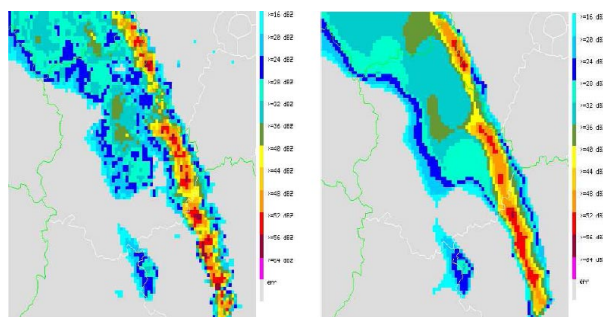 >=16 dBZ
>=20 dBZ
>=24 dBZ
>=28 dBZ
>=32 dBZ
>=36 dBZ
>=40 dBZ
>=44 dBZ
>=48 dBZ
>=52 dBZ
>=56 dBZ
>=64 dBZ
err
>=16 dB
>=20 dB
>=24 dB
>=28 dB
>=32 dB
>=36 dB
>=40 dB
>=44 dB
>=48 dB
>=52 dB
>=56 dB
>=64 dB
err